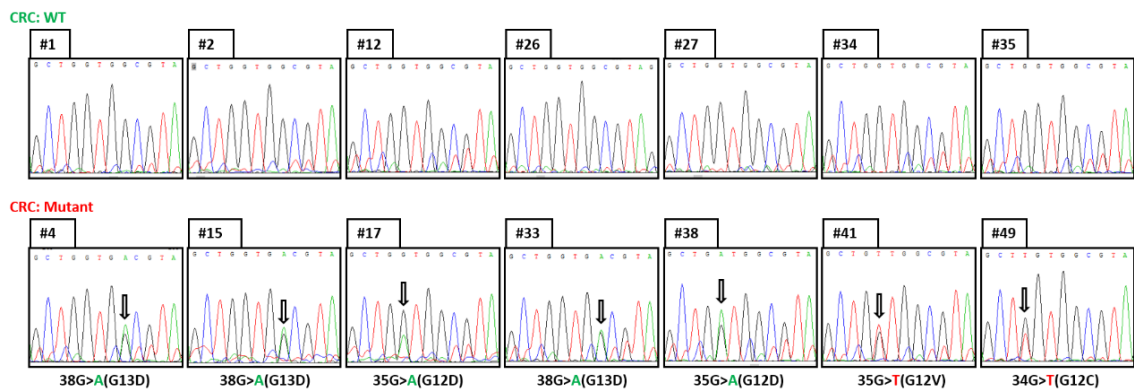 CRC: WT
#1 #2 #12 #26 #27 #34 #35
G C T G G T G G C G T A G C T G G T G G C G T A G C T G G T G G C G T A G C T G G T G G C G T A G G C T G G T G G C G T A G C T G G T G G C G T A G C T G G T G G C G T A
CRC: Mutant
#4 #15 #17 #33 #38 #41 #49
G C T G G T G A C G T A G C T G G T G A C G T A G C T G G T G G C G T A G C T G G T G A C G T A G C T G A T G G C G T A G C T G T T G G C G T A G C T T G T G G C G T A
38G>A(G13D) 38G>A(G13D) 35G>A(G12D) 38G>A(G13D) 35G>A(G12D) 35G>T(G12V) 34G>T(G12C)